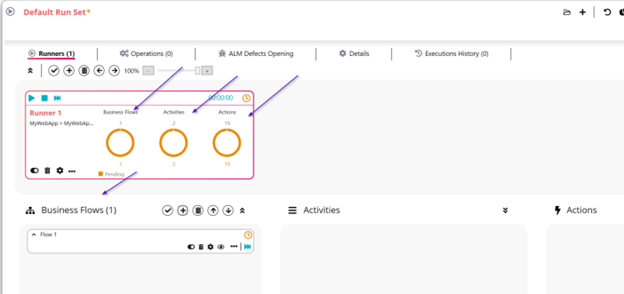 Default Run Set*
Runners (1) Operations (0) ALM Defects Opening Details Executions History (0)
100%
00:00:00
Runner 1 Business Flows Activities Actions
MyWebApp > MyWebAp... 1 2 19
1 2 19
Pending
Business Flows (1) Activities Actions
Flow 1